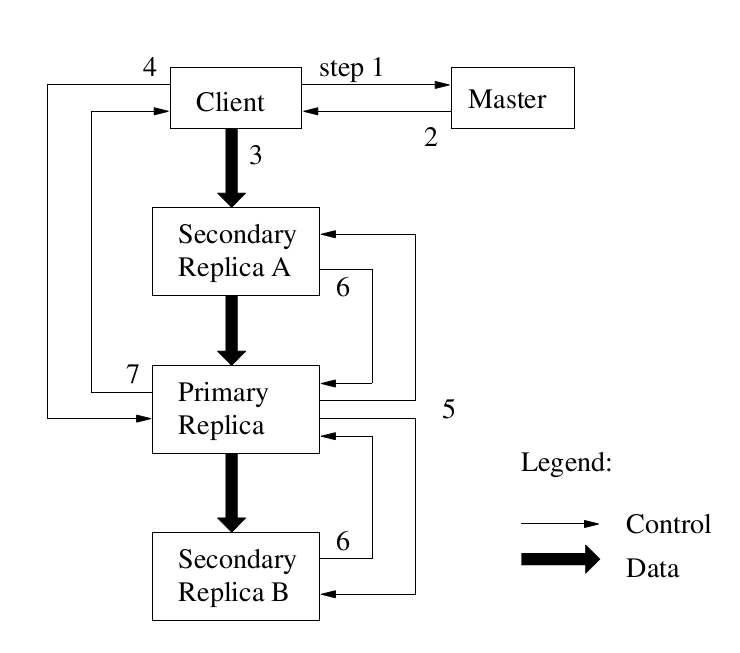 4
step 1
Client
Master
2
3
Secondary
Replica A
6
7
Primary
Replica
5
Legend:
Control
Data
6
Secondary
Replica B